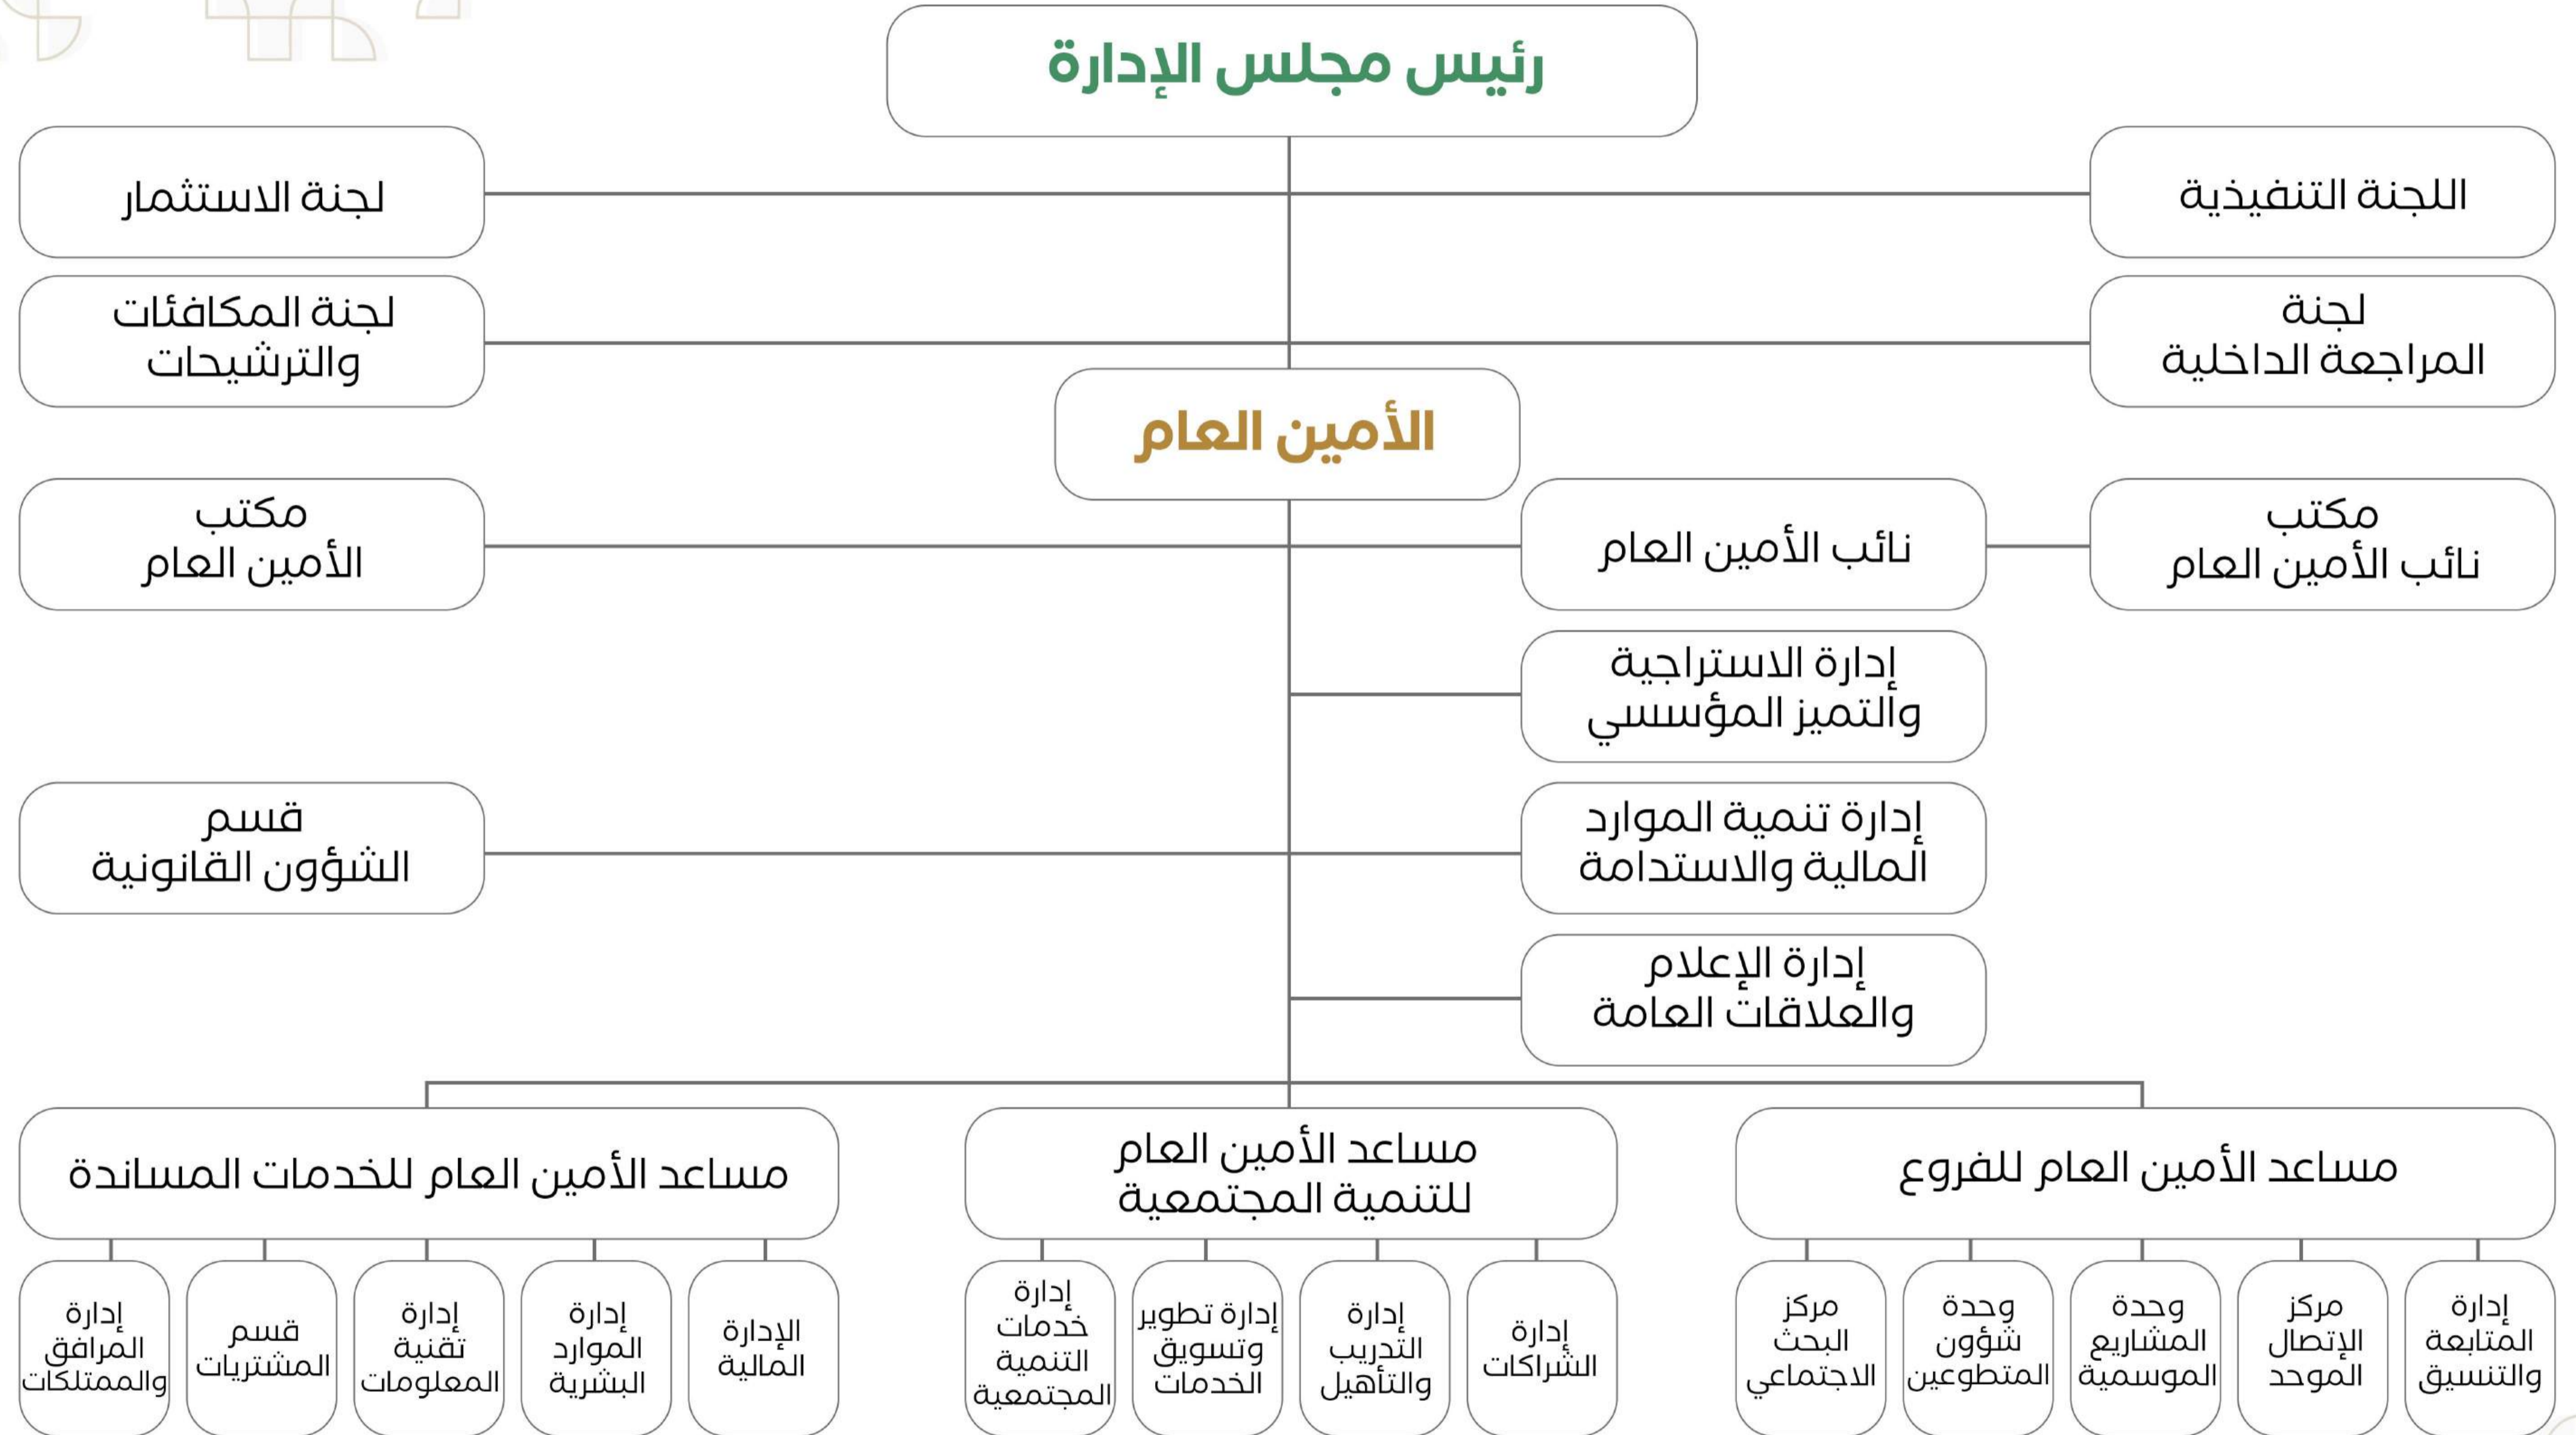 رئيس مجلس الإدارة
اللجنة التنفيذية
لجنة الاستثمار
لجنة
المراجعة الداخلية
لجنة المكافئات
والترشيحات
الأمين العام
مكتب
نائب الأمين العام
نائب الأمين العام
مكتب
الأمين العام
إدارة الاستراجية
والتميز المؤسسي
إدارة تنمية الموارد
المالية والاستدامة
قسم
الشؤون القانونية
إدارة الإعلام
والعلاقات العامة
مساعد الأمين العام للفروع
مساعد الأمين العام
للتنمية المجتمعية
مساعد الأمين العام للخدمات المساندة
إدارة
المتابعة
والتنسيق
مركز
الإتصال
الموحد
وحدة
المشاريع
الموسمية
وحدة
شؤون
المتطوعين
مركز
البحث
الاجتماعي
إدارة
الشراكات
إدارة
التدريب
والتأهيل
إدارة تطوير
وتسويق
الخدمات
إدارة
خدمات
التنمية
المجتمعية
الإدارة
المالية
إدارة
الموارد
البشرية
إدارة
تقنية
المعلومات
قسم
المشتريات
إدارة
المرافق
والممتلكات